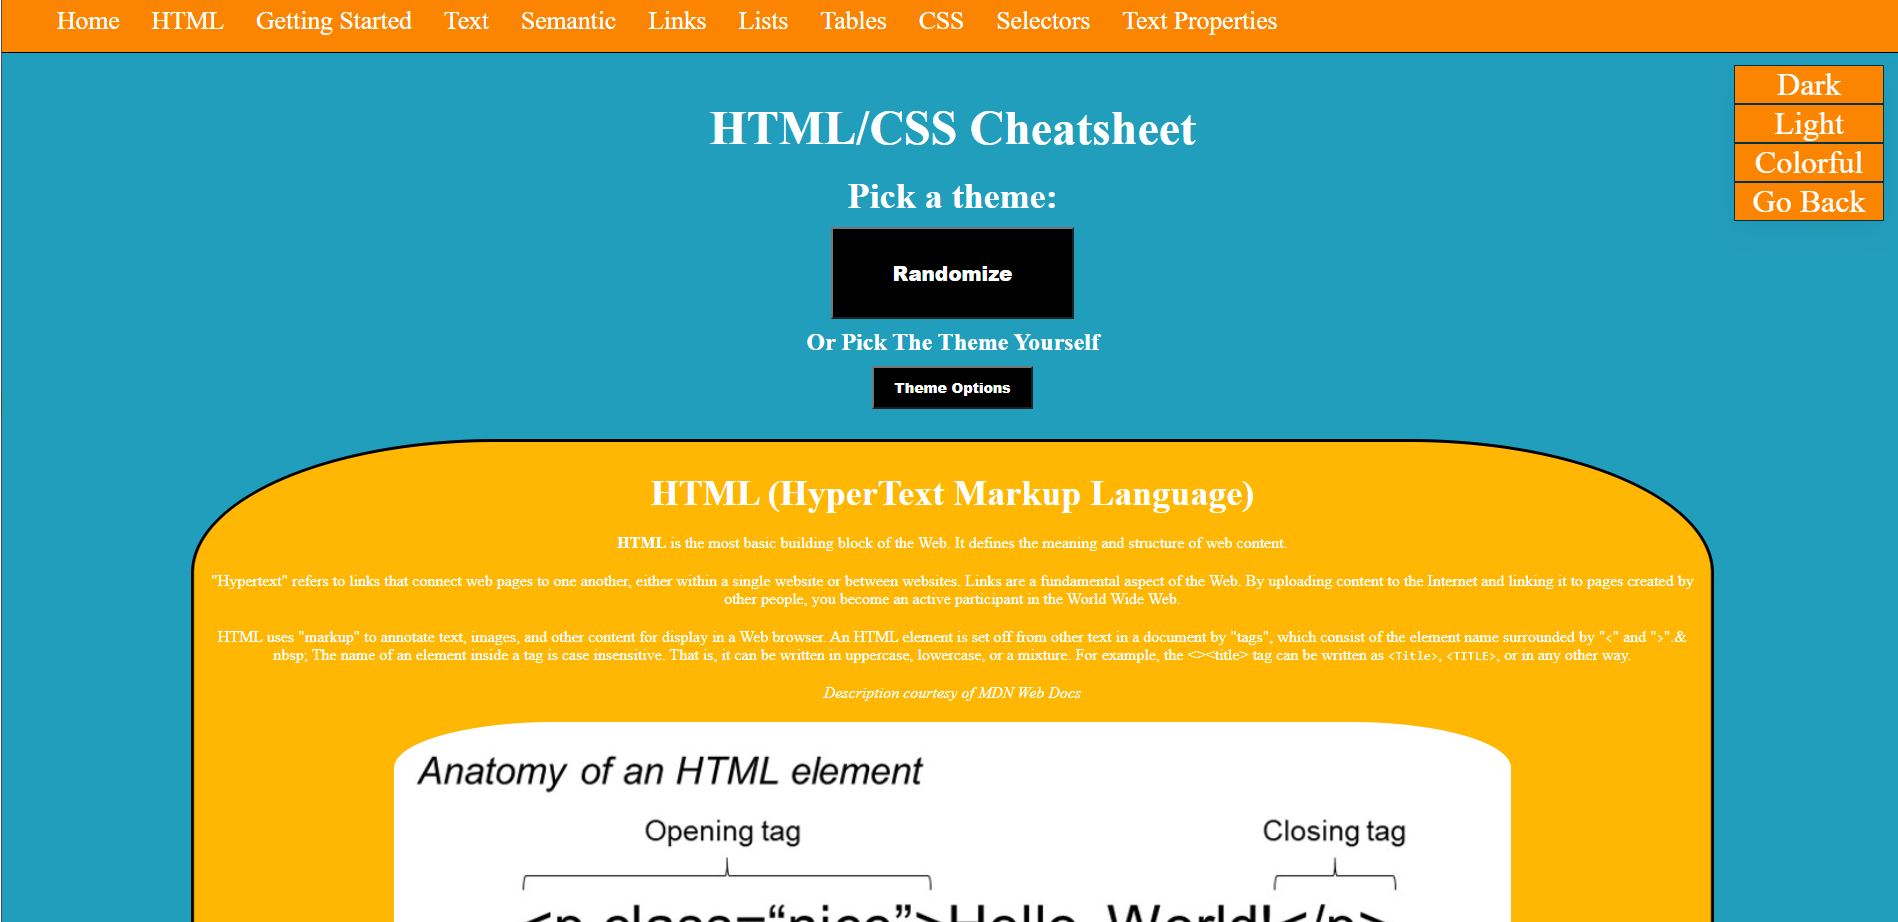 Home HTML Getting Started Text Semantic Links Lists Tables CSS Selectors Text Properties
Dark
Light
Colorful
Go Back
HTML/CSS Cheatsheet
Pick a theme:
Randomize
Or Pick The Theme Yourself
Theme Options
HTML (HyperText Markup Language)
HTML is the most basic building block of the Web. It defines the meaning and structure of web content.
"Hypertext" refers to links that connect web pages to one another, either within a single website or between websites. Links are a fundamental aspect of the Web. By uploading content to the Internet and linking it to pages created by
other people, you become an active participant in the World Wide Web.
HTML uses "markup" to annotate text, images, and other content for display in a Web browser. An HTML element is set off from other text in a document by "tags", which consist of the element name surrounded by "<" and ">".&
nbsp; The name of an element inside a tag is case insensitive. That is, it can be written in uppercase, lowercase, or a mixture. For example, the <><title> tag can be written as <Title>, <TITLE>, or in any other way.
Description courtesy of MDN Web Docs
Anatomy of an HTML element
Opening tag Closing tag
<p class=“nice”>Hello, World!</p>